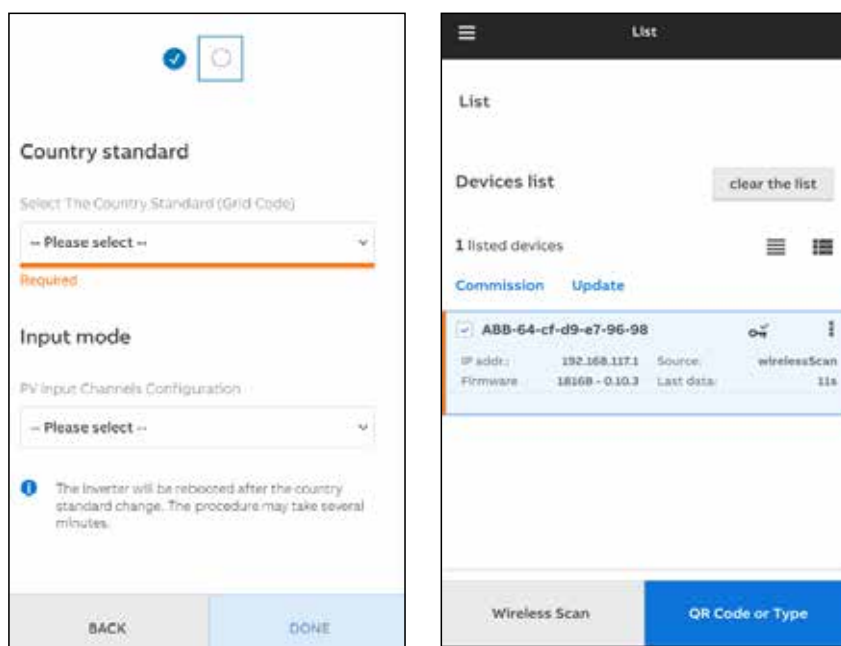 Country standard
Select The Country Standard (Grid Code)
-- Please select --
Required
Input mode
PV Input Channels Configuration
-- Please select --
The inverter will be rebooted after the country
standard change. The procedure may take several
minutes.
BACK
DONE
List
List
Devices list
clear the list
1 listed devices
Commission Update
ABB-64-cf-d9-e7-96-98
IP addr.: 192.168.117.1 Source: wirelessScan
Firmware 1816B - 0.10.3 Last data: 11s
Wireless Scan
QR Code or Type